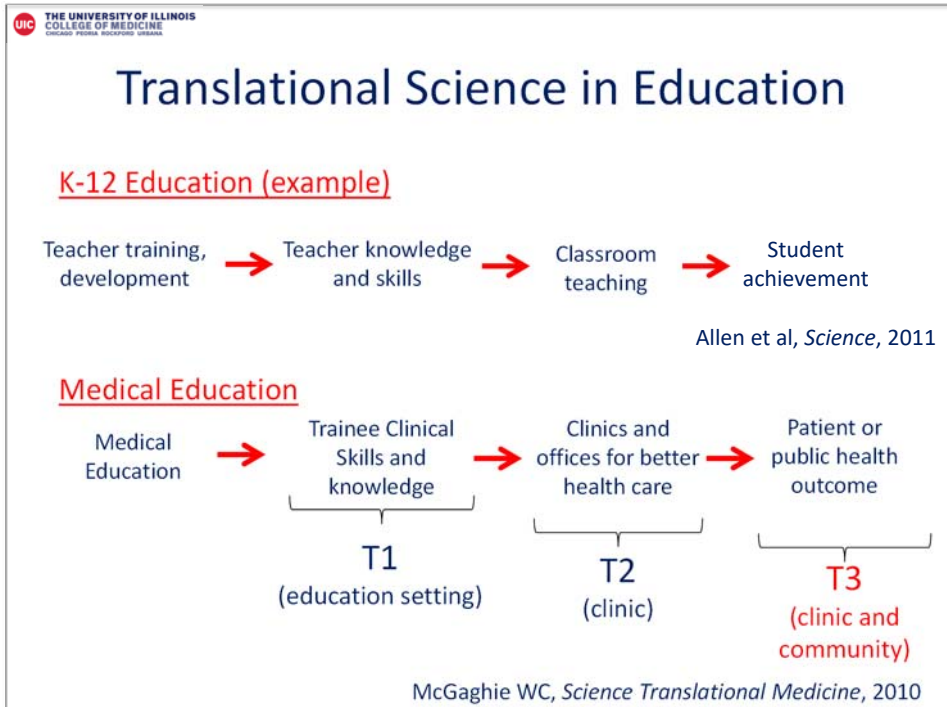 UIC
THE UNIVERSITY OF ILLINOIS
COLLEGE OF MEDICINE
CHICAGO PEORIA ROCKFORD URBANA
Translational Science in Education
K-12 Education (example)
Teacher training,
development
Teacher knowledge
and skills
Classroom
teaching
Student
achievement
Allen et al, Science, 2011
Medical Education
Medical
Education
Trainee Clinical
Skills and
knowledge
Clinics and
offices for better
health care
Patient or
public health
outcome
T1
(education setting)
T2
(clinic)
T3
(clinic and
community)
McGaghie WC, Science Translational Medicine, 2010